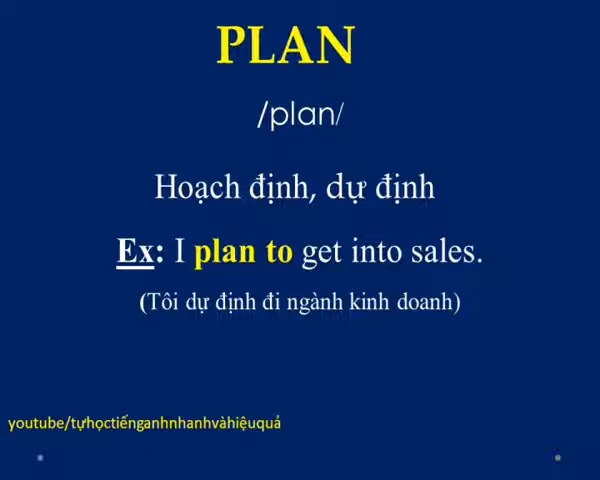 PLAN
/plan/
Hoạch định, dự định
Ex: I plan to get into sales.
(Tôi dự định đi ngành kinh doanh)
youtube/tựhọctiếnganhnhanhvàhiệuquả